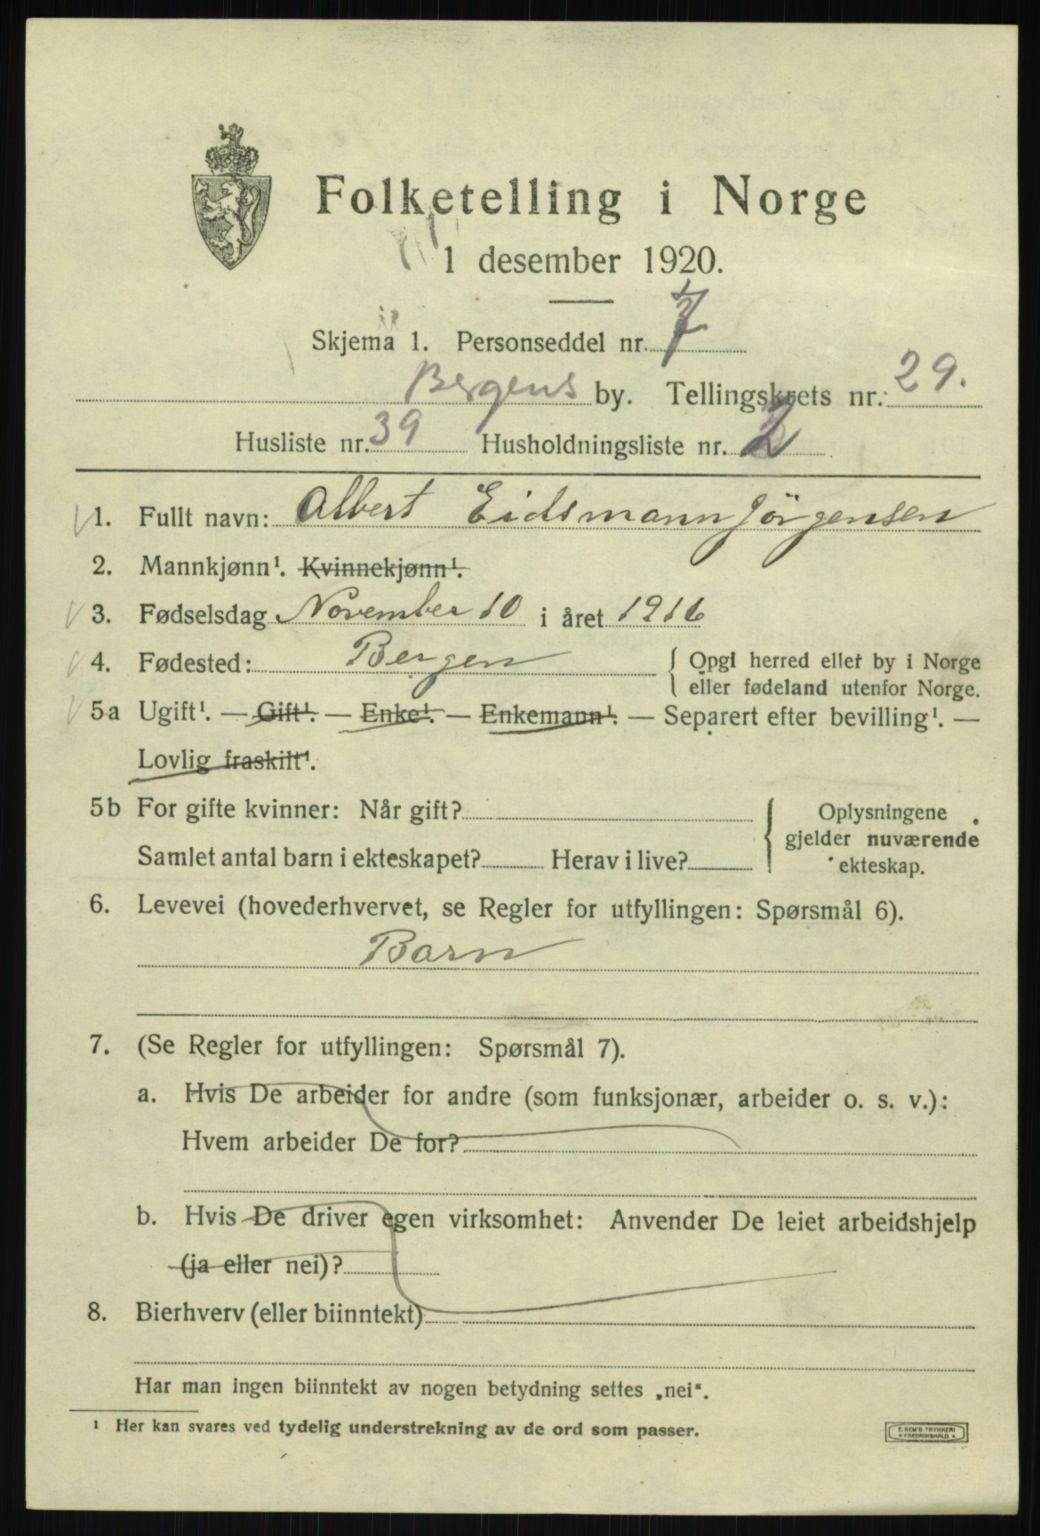 Folketelling i Norge
1 desember 1920.
Skjema 1. Personseddel nr. 7
Bergens by. Tellingskrets nr. 29.
Husliste nr. 39 Husholdningsliste nr. 2
1. Fullt navn: Albert Eidsmann Jörgensen
2. Mannkjønn¹. Kvinnekjønn¹.
3. Fødselsdag November 10 i året 1916
4. Fødested: Bergen { Opgi herred eller by i Norge
eller fødeland utenfor Norge.
5a Ugift¹. — Gift¹. — Enke¹. — Enkemann¹. — Separert efter bevilling¹. —
Lovlig fraskilt¹.
5b For gifte kvinner: Når gift? { Oplysningene
gjelder nuværende
Samlet antal barn i ekteskapet? Herav i live? ekteskap.
6. Levevei (hovederhvervet, se Regler for utfyllingen: Spørsmål 6).
Barn
7. (Se Regler for utfyllingen: Spørsmål 7).
a. Hvis De arbeider for andre (som funksjonær, arbeider o. s. v.):
Hvem arbeider De for?
b. Hvis De driver egen virksomhet: Anvender De leiet arbeidshjelp
(ja eller nei)?
8. Bierhverv (eller biinntekt)
Har man ingen biinntekt av nogen betydning settes „nei“.
¹ Her kan svares ved tydelig understrekning av de ord som passer.